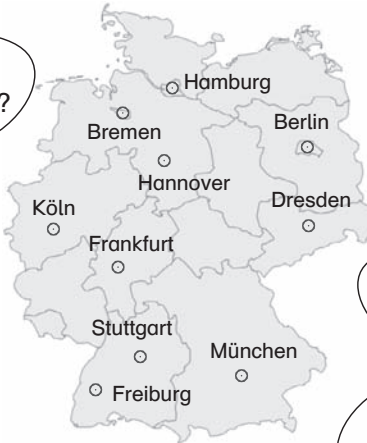 ?
Hamburg
Bremen
Berlin
Hannover
Dresden
Köln
Frankfurt
Stuttgart
München
Freiburg